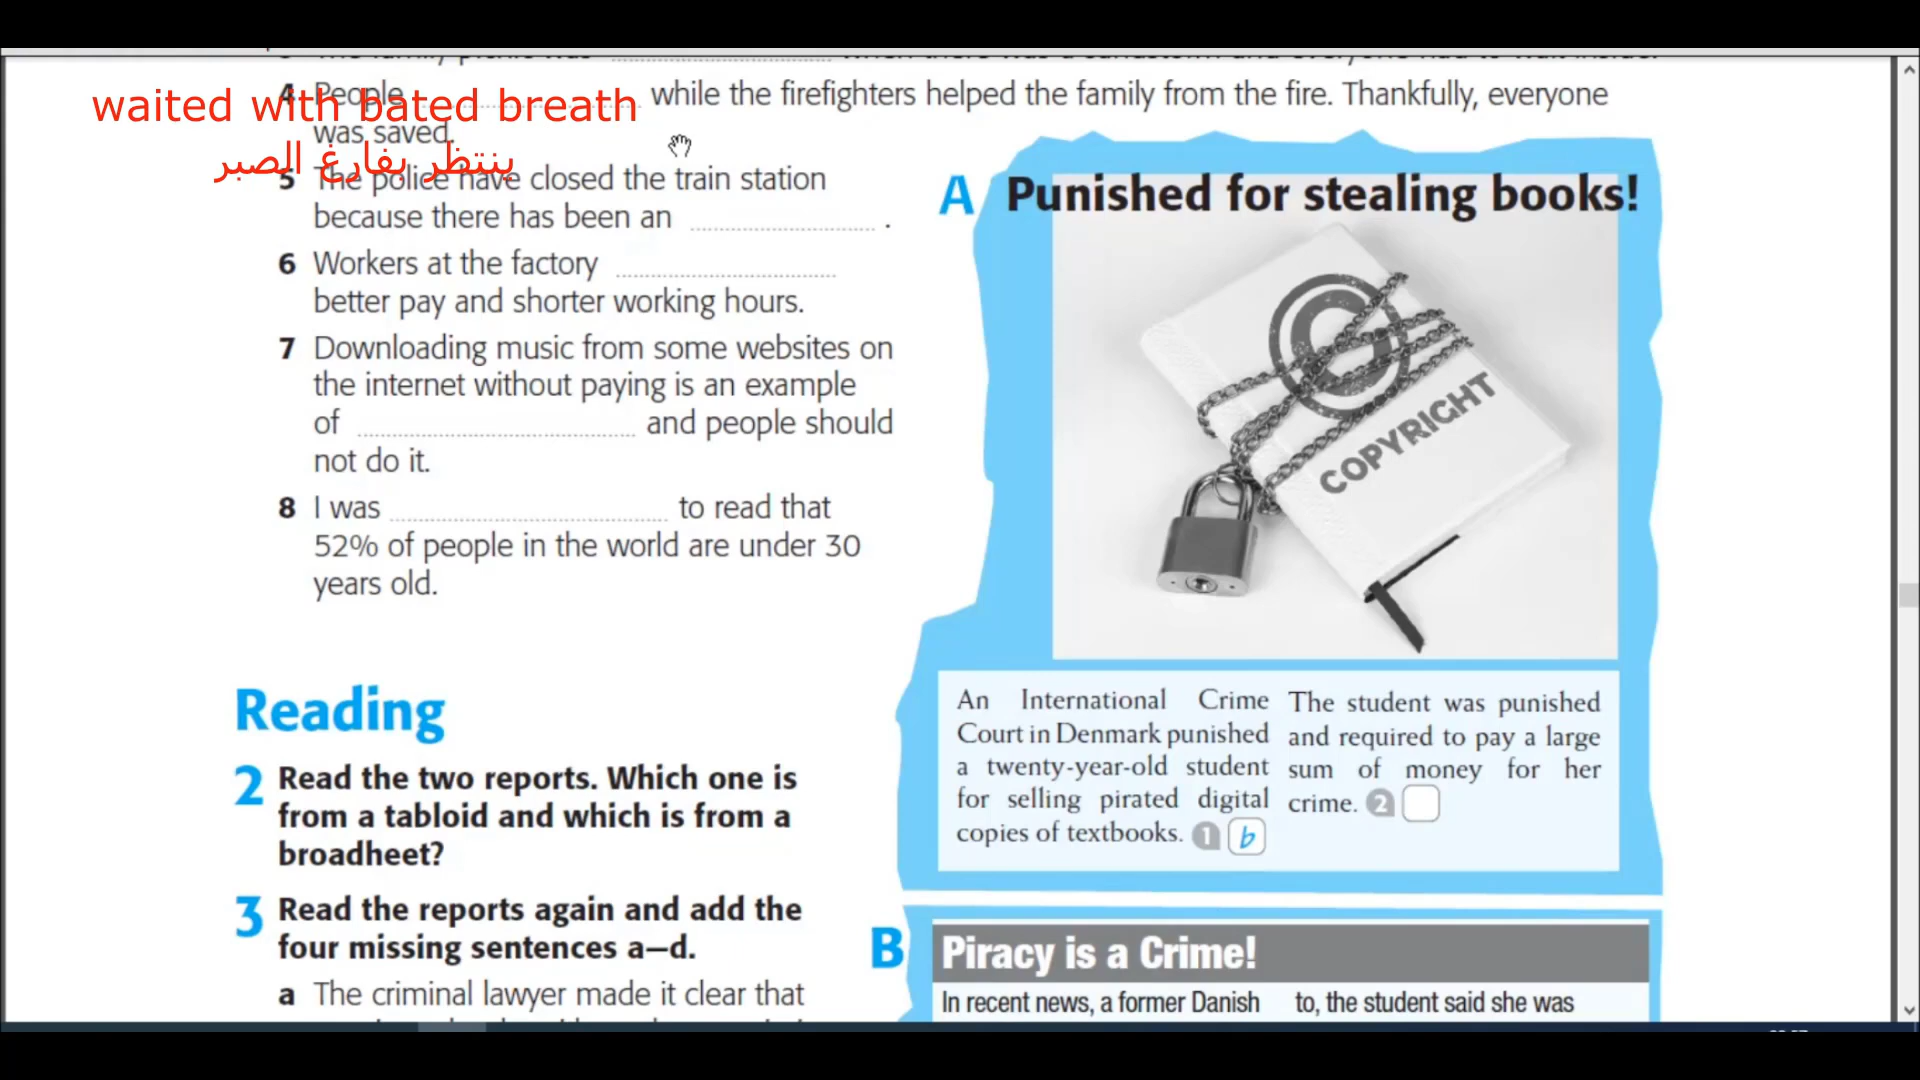 4 People while the firefighters helped the family from the fire. Thankfully, everyone
waited with bated breath
was saved.
ينتظر بفارغ الصبر
5 The police have closed the train station
because there has been an .
6 Workers at the factory
better pay and shorter working hours.
7 Downloading music from some websites on
the internet without paying is an example
of and people should
not do it.
8 I was to read that
52% of people in the world are under 30
years old.
Reading
2 Read the two reports. Which one is
from a tabloid and which is from a
broadheet?
3 Read the reports again and add the
four missing sentences a–d.
a The criminal lawyer made it clear that
A Punished for stealing books!
C
COPYRIGHT
An International Crime
Court in Denmark punished
a twenty-year-old student
for selling pirated digital
copies of textbooks. 1 b
The student was punished
and required to pay a large
sum of money for her
crime. 2
B Piracy is a Crime!
In recent news, a former Danish
to, the student said she was